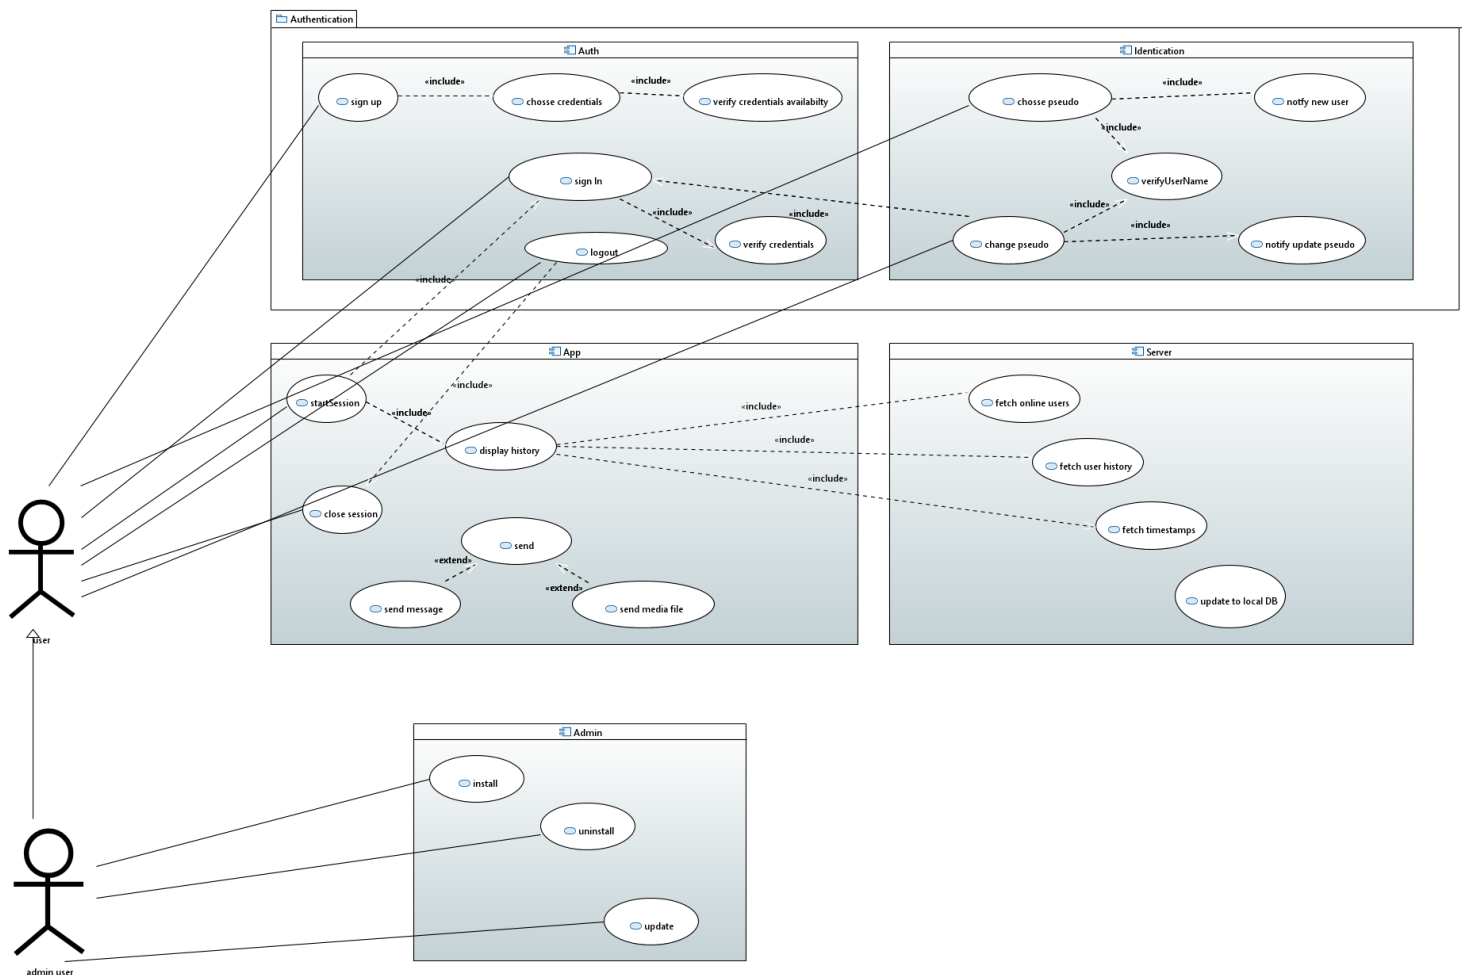 Authentication
Auth
Identication
sign up
«include»
chosse credentials
«include»
verify credentials availabilty
chosse pseudo
«include»
notfy new user
«include»
sign In
verifyUserName
«include»
«include»
«include»
«include»
logout
verify credentials
change pseudo
notify update pseudo
«include»
App
Server
startSession
«include»
«include»
«include»
fetch online users
display history
«include»
fetch user history
«include»
close session
fetch timestamps
send
«extend»
«extend»
send message
send media file
update to local DB
user
Admin
install
uninstall
update
admin user